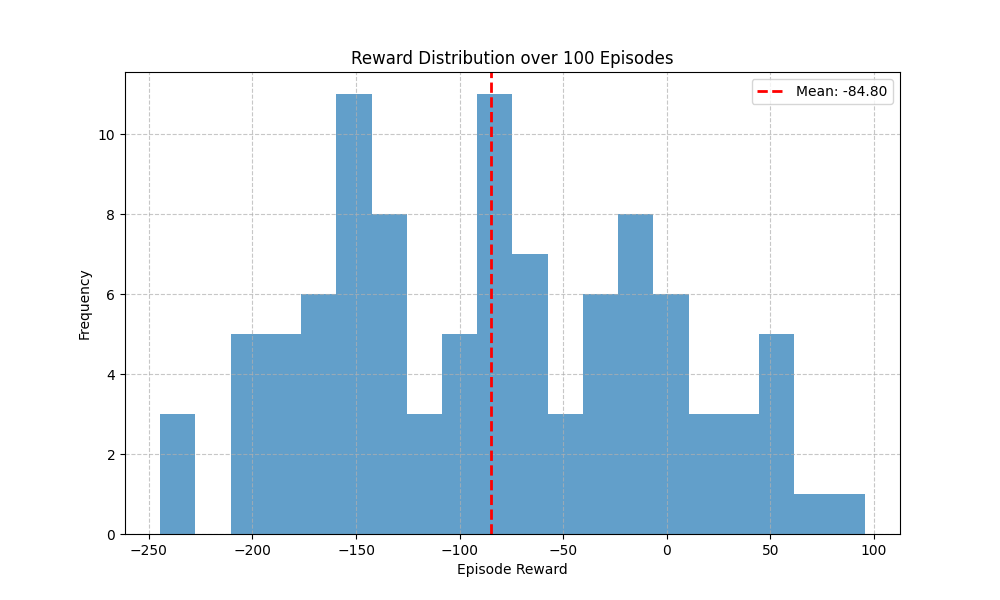 Reward Distribution over 100 Episodes
Mean: -84.80
Frequency
10
8
6
4
2
0
−250 −200 −150 −100 −50 0 50 100
Episode Reward